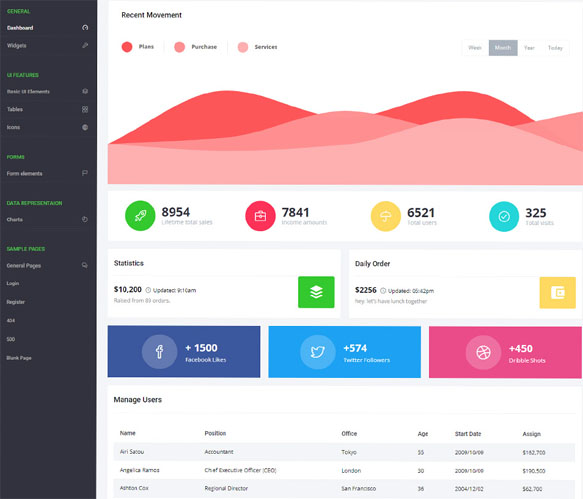 GENERAL
Dashboard
Widgets
UI FEATURES
Basic UI Elements
Tables
Icons
FORMS
Form elements
DATA REPRESENTAION
Charts
SAMPLE PAGES
General Pages
Login
Register
404
500
Blank Page
Recent Movement
Plans Purchase Services
Week Month Year Today
8954
Lifetime total sales
7841
Income amounts
6521
Total users
325
Total visits
Statistics
$10,200 Updated: 9:10am
Raised from 89 orders.
Daily Order
$2256 Updated: 05:42pm
hey, let's have lunch together
+ 1500
Facebook Likes
+574
Twitter Followers
+450
Dribble Shots
Manage Users
Name Position Office Age Start Date Assign
Airi Satou Accountant Tokyo 33 2009/10/09 $162,700
Angelica Ramos Chief Executive Officer (CEO) London 30 2009/10/09 $190,500
Ashton Cox Regional Director San Francisco 36 2004/12/02 $62,700